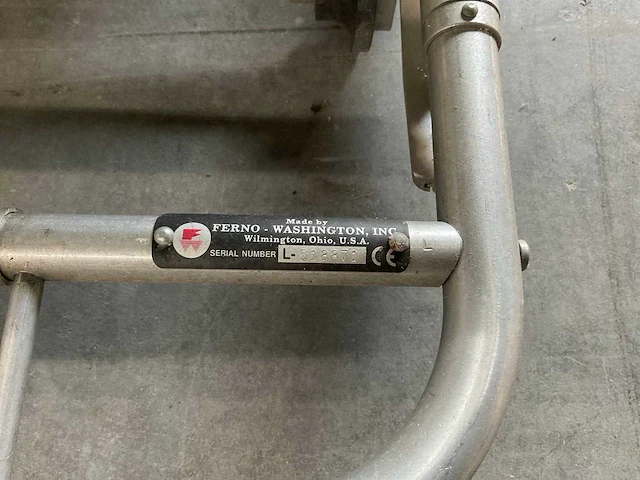 Made by
FERNO - WASHINGTON, INC
Wilmington, Ohio, U.S.A.
SERIAL NUMBER L-
CE
L